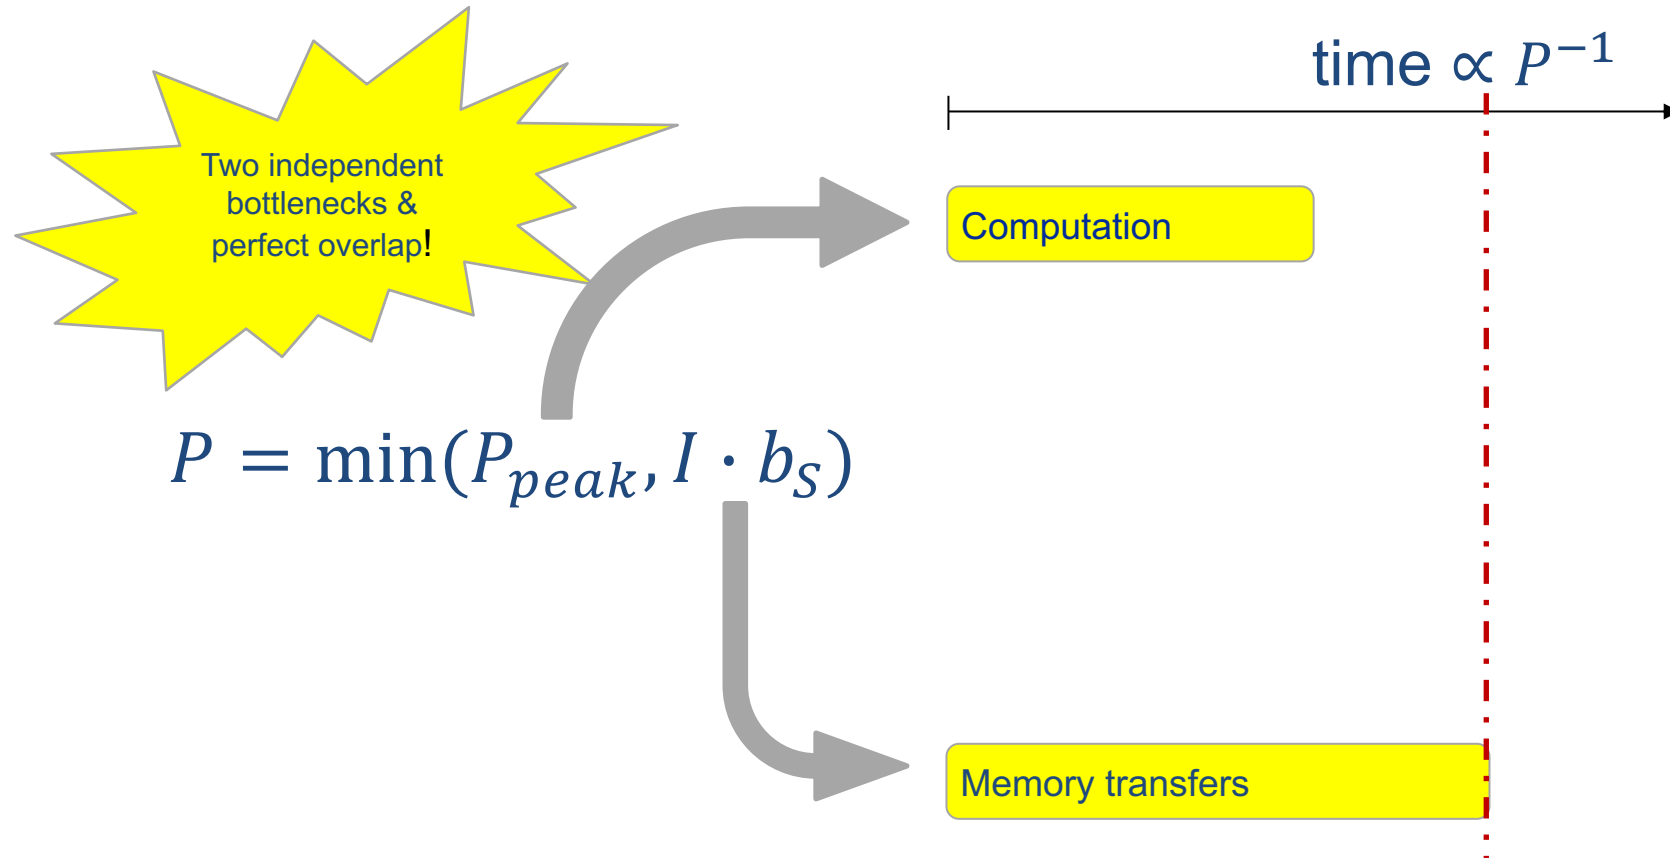 time ∝ P⁻¹
Two independent
bottlenecks &
perfect overlap!
Computation
P = min(P_peak, I · b_S)
Memory transfers